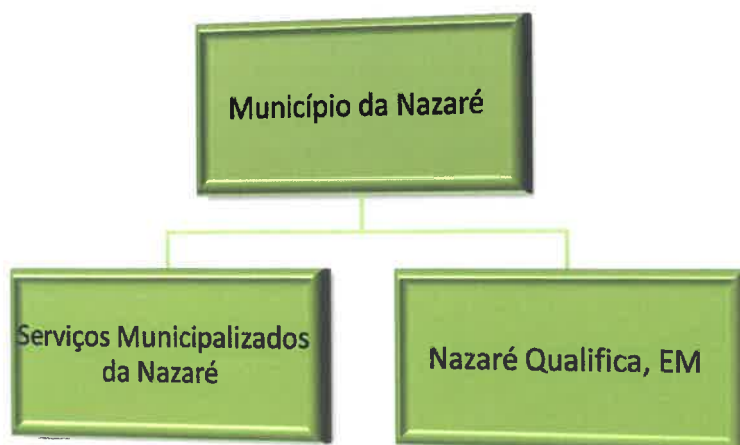 Município da Nazaré
Serviços Municipalizados
da Nazaré
Nazaré Qualifica, EM